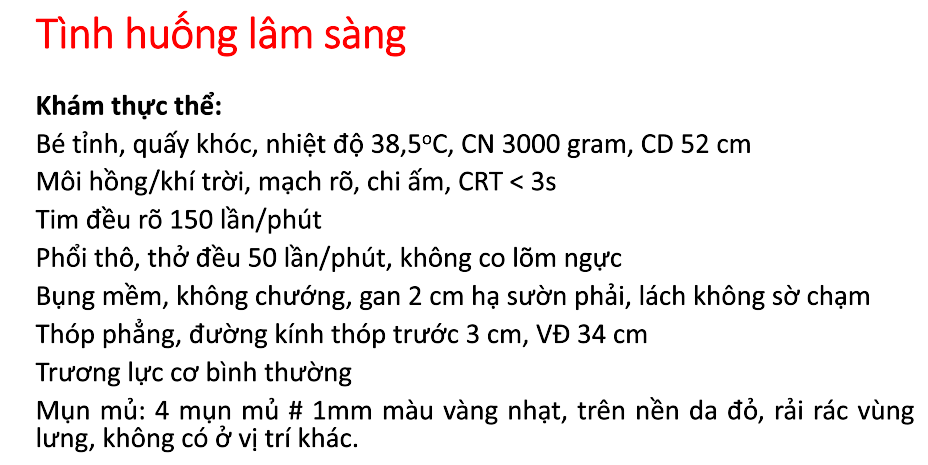 Tình huống lâm sàng
Khám thực thể:
Bé tỉnh, quấy khóc, nhiệt độ 38,5ᵒC, CN 3000 gram, CD 52 cm
Môi hồng/khí trời, mạch rõ, chi ấm, CRT < 3s
Tim đều rõ 150 lần/phút
Phổi thô, thở đều 50 lần/phút, không co lõm ngực
Bụng mềm, không chướng, gan 2 cm hạ sườn phải, lách không sờ chạm
Thóp phẳng, đường kính thóp trước 3 cm, VĐ 34 cm
Trương lực cơ bình thường
Mụn mủ: 4 mụn mủ # 1mm màu vàng nhạt, trên nền da đỏ, rải rác vùng
lưng, không có ở vị trí khác.